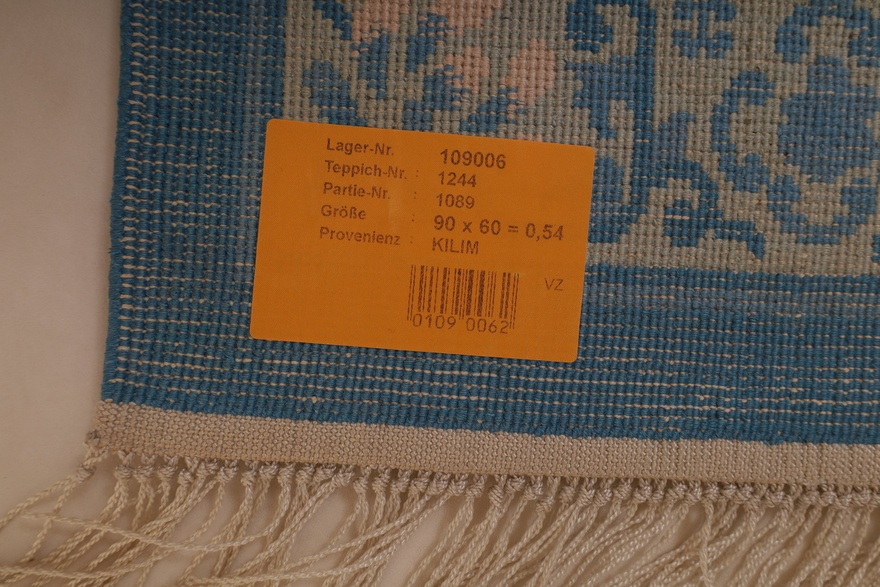 Lager-Nr. 109006
Teppich-Nr. : 1244
Partie-Nr. : 1089
Größe : 90 x 60 = 0,54
Provenienz : KILIM
VZ
0109 0062